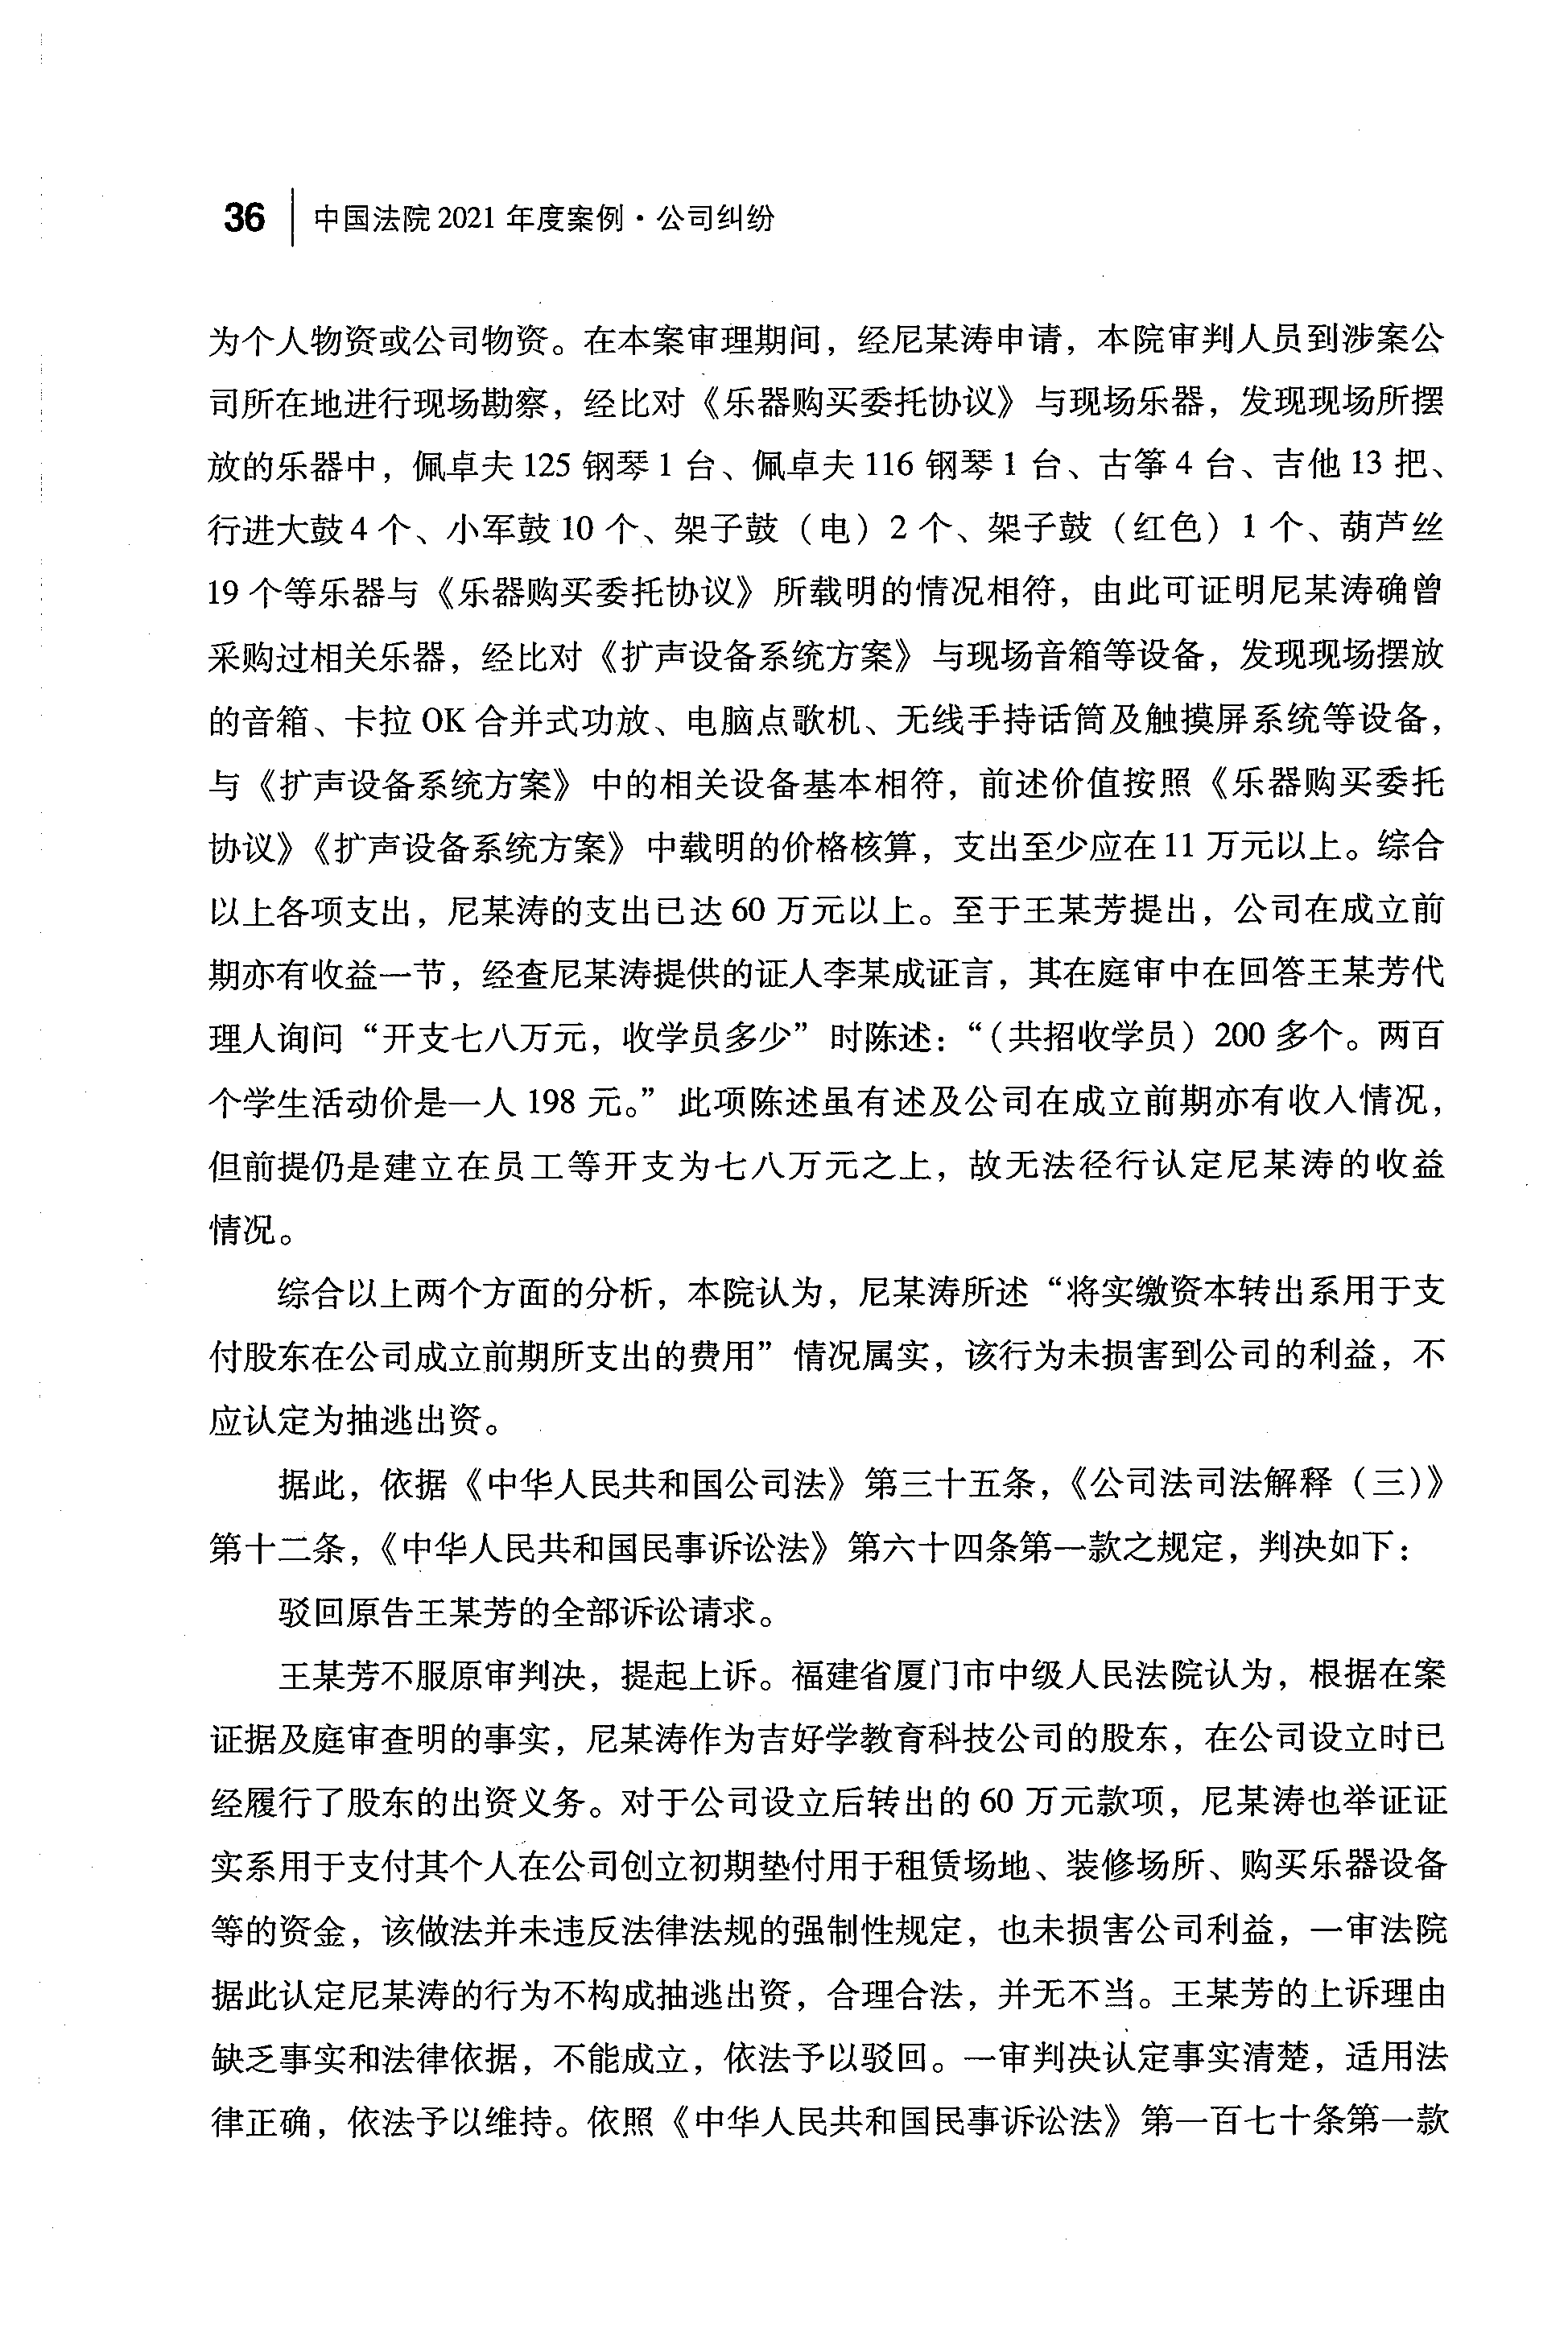 36 中国法院 2021 年度案例·公司纠纷
为个人物资或公司物资。在本案审理期间，经尼某涛申请，本院审判人员到涉案公
司所在地进行现场勘察，经比对《乐器购买委托协议》与现场乐器，发现现场所摆
放的乐器中，佩卓夫 125 钢琴 1 台、佩卓夫 116 钢琴 1 台、古筝 4 台、吉他 13 把、
行进大鼓 4 个、小军鼓 10 个、架子鼓（电）2 个、架子鼓（红色）1 个、葫芦丝
19 个等乐器与《乐器购买委托协议》所载明的情况相符，由此可证明尼某涛确曾
采购过相关乐器，经比对《扩声设备系统方案》与现场音箱等设备，发现现场摆放
的音箱、卡拉 OK 合并式功放、电脑点歌机、无线手持话筒及触摸屏系统等设备，
与《扩声设备系统方案》中的相关设备基本相符，前述价值按照《乐器购买委托
协议》《扩声设备系统方案》中载明的价格核算，支出至少应在 11 万元以上。综合
以上各项支出，尼某涛的支出已达 60 万元以上。至于王某芳提出，公司在成立前
期亦有收益一节，经查尼某涛提供的证人李某成证言，其在庭审中在回答王某芳代
理人询问“开支七八万元，收学员多少”时陈述：“（共招收学员）200 多个。两百
个学生活动价是一人 198 元。”此项陈述虽有述及公司在成立前期亦有收入情况，
但前提仍是建立在员工等开支为七八万元之上，故无法径行认定尼某涛的收益
情况。
综合以上两个方面的分析，本院认为，尼某涛所述“将实缴资本转出系用于支
付股东在公司成立前期所支出的费用”情况属实，该行为未损害到公司的利益，不
应认定为抽逃出资。
据此，依据《中华人民共和国公司法》第三十五条，《公司法司法解释（三）》
第十二条，《中华人民共和国民事诉讼法》第六十四条第一款之规定，判决如下：
驳回原告王某芳的全部诉讼请求。
王某芳不服原审判决，提起上诉。福建省厦门市中级人民法院认为，根据在案
证据及庭审查明的事实，尼某涛作为吉好学教育科技公司的股东，在公司设立时已
经履行了股东的出资义务。对于公司设立后转出的 60 万元款项，尼某涛也举证证
实系用于支付其个人在公司创立初期垫付用于租赁场地、装修场所、购买乐器设备
等的资金，该做法并未违反法律法规的强制性规定，也未损害公司利益，一审法院
据此认定尼某涛的行为不构成抽逃出资，合理合法，并无不当。王某芳的上诉理由
缺乏事实和法律依据，不能成立，依法予以驳回。一审判决认定事实清楚，适用法
律正确，依法予以维持。依照《中华人民共和国民事诉讼法》第一百七十条第一款